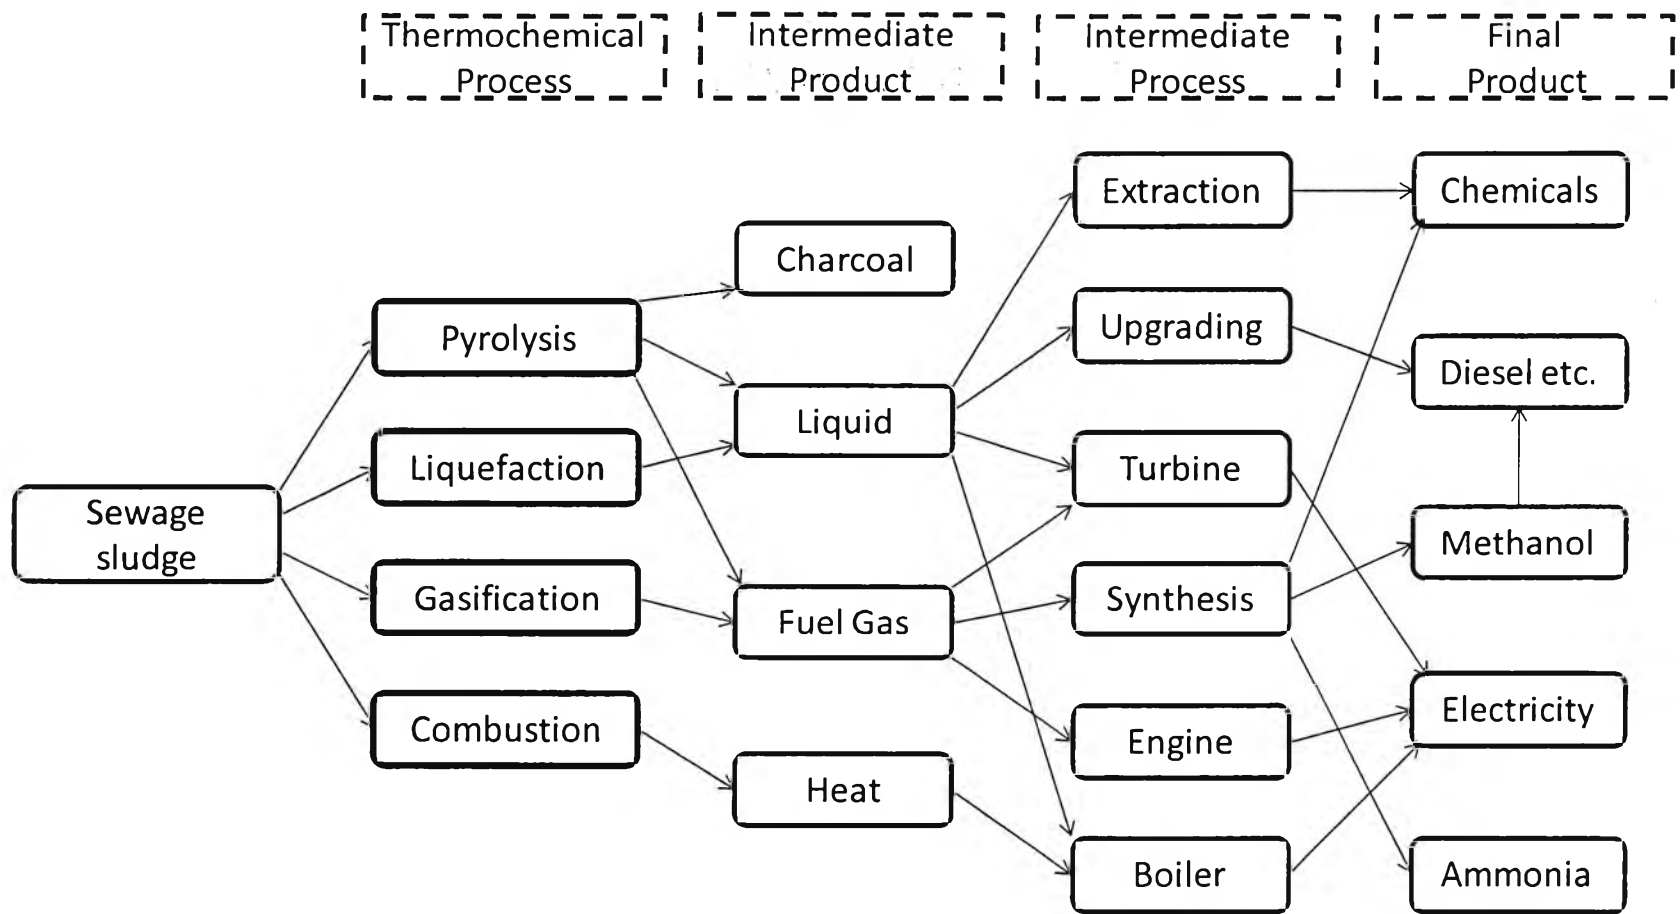 Thermochemical
Process
Intermediate
Product
Intermediate
Process
Final
Product
Sewage
sludge
Pyrolysis
Liquefaction
Gasification
Combustion
Charcoal
Liquid
Fuel Gas
Heat
Extraction
Upgrading
Turbine
Synthesis
Engine
Boiler
Chemicals
Diesel etc.
Methanol
Electricity
Ammonia